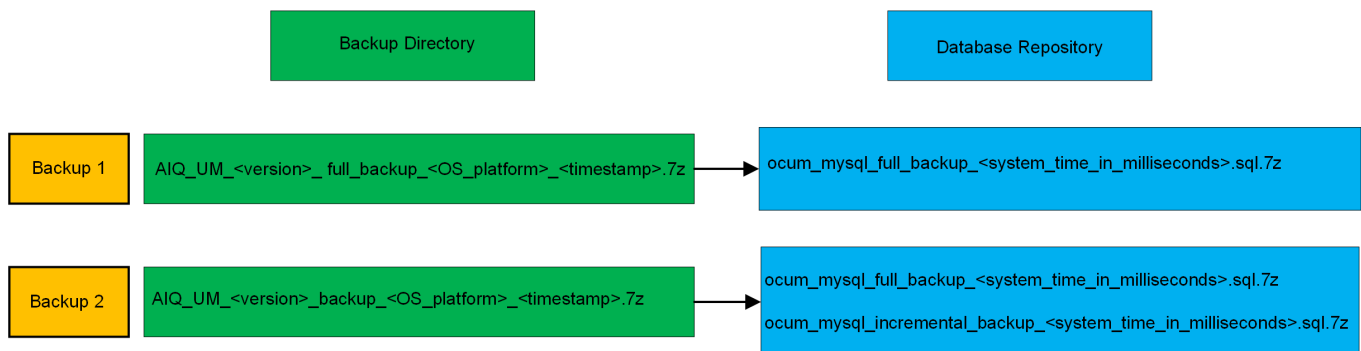 Backup Directory
Database Repository
Backup 1
AIQ_UM_<version>_ full_backup_<OS_platform>_<timestamp>.7z
ocum_mysql_full_backup_<system_time_in_milliseconds>.sql.7z
Backup 2
AIQ_UM_<version>_backup_<OS_platform>_<timestamp>.7z
ocum_mysql_full_backup_<system_time_in_milliseconds>.sql.7z
ocum_mysql_incremental_backup_<system_time_in_milliseconds>.sql.7z